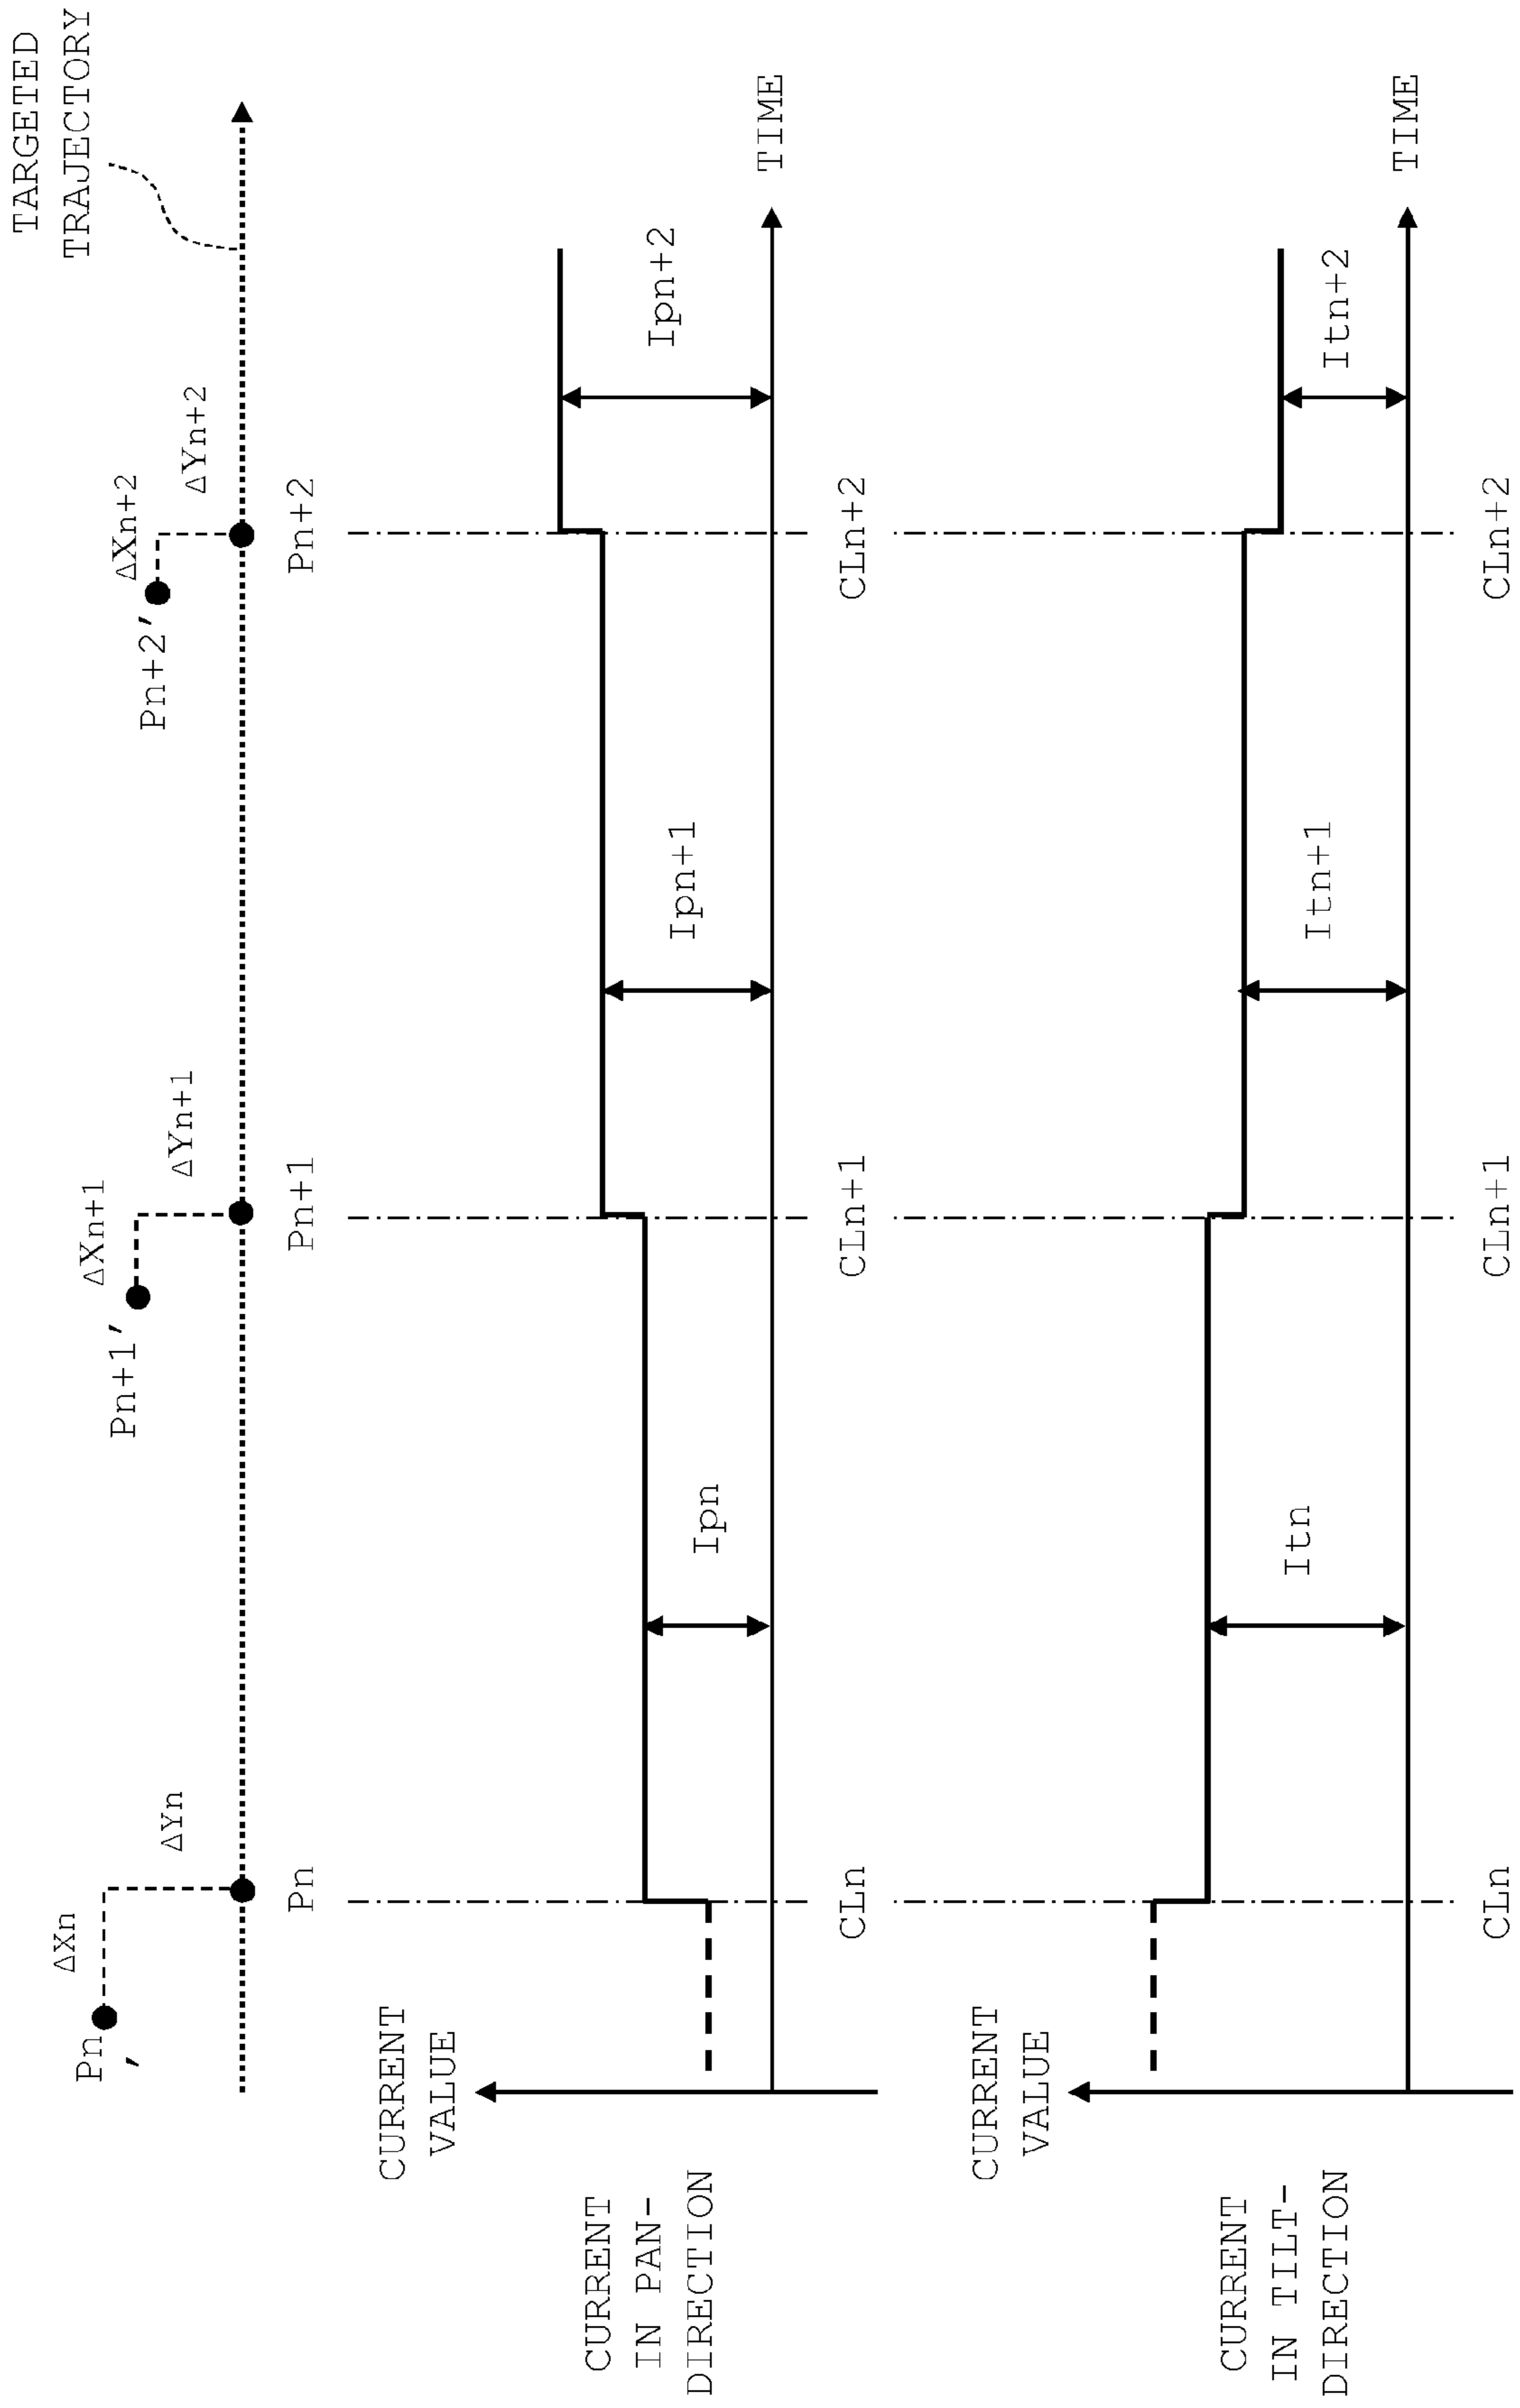 TARGETED
TRAJECTORY
ΔXn
Pn
′
ΔYn
Pn
ΔXn+1
Pn+1′
ΔYn+1
Pn+1
ΔXn+2
Pn+2′
ΔYn+2
Pn+2
CURRENT
VALUE
CURRENT
IN PAN-
DIRECTION
Ipn
Ipn+1
Ipn+2
TIME
CLn
CLn+1
CLn+2
CURRENT
VALUE
CURRENT
IN TILT-
DIRECTION
Itn
Itn+1
Itn+2
TIME
CLn
CLn+1
CLn+2